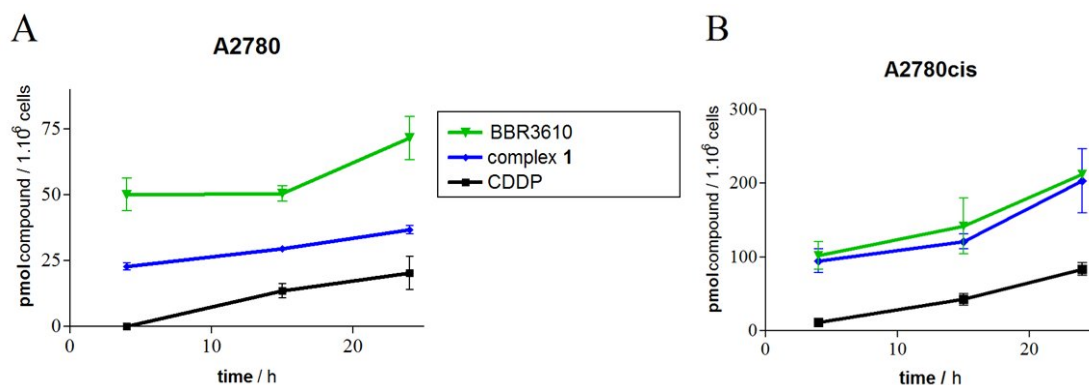 A
A2780
pmol compound / 1.10⁶ cells
75
50
25
0
0
10
20
time / h
BBR3610
complex 1
CDDP
B
A2780cis
pmol compound / 1.10⁶ cells
300
200
100
0
0
10
20
time / h